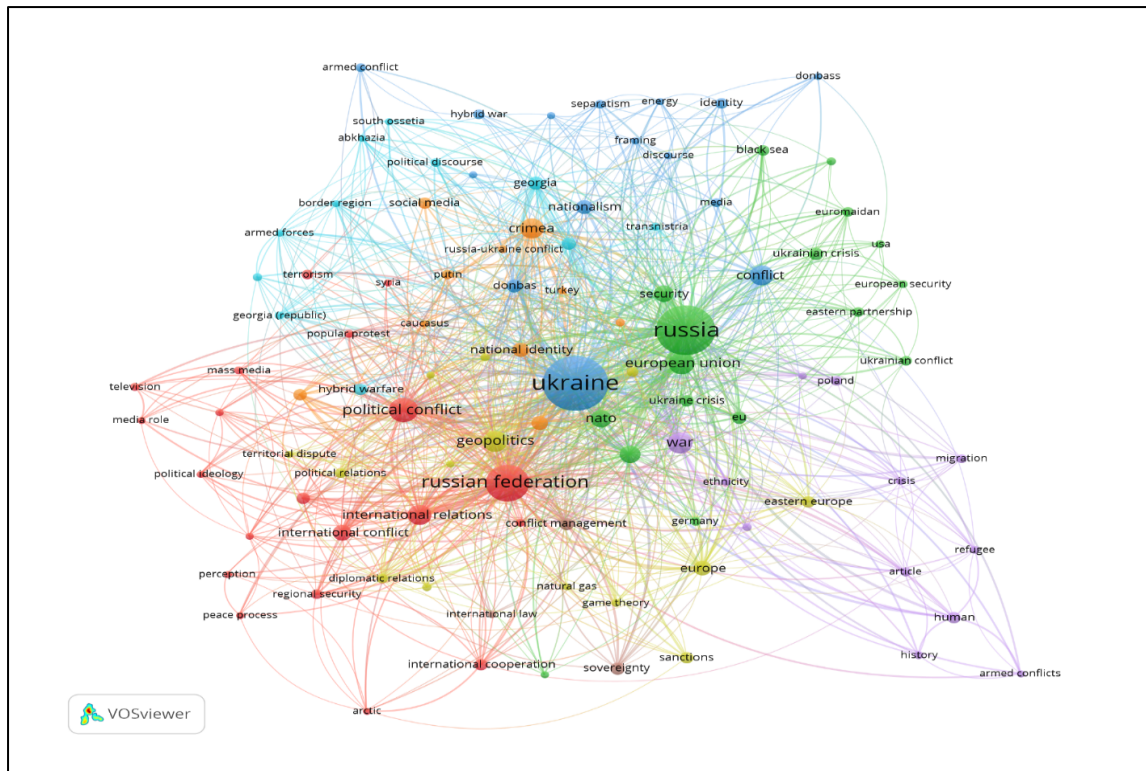 armed conflict
donbass
hybrid war
separatism
energy
identity
south ossetia
abkhazia
framing
discourse
black sea
political discourse
georgia
border region
social media
nationalism
media
euromaidan
armed forces
crimea
transnistria
usa
russia-ukraine conflict
ukrainian crisis
terrorism
syria
putin
donbas
turkey
security
conflict
european security
georgia (republic)
eastern partnership
popular protest
caucasus
russia
national identity
european union
ukrainian conflict
television
mass media
hybrid warfare
ukraine
poland
media role
political conflict
nato
ukraine crisis
eu
geopolitics
war
territorial dispute
migration
political ideology
political relations
russian federation
ethnicity
crisis
eastern europe
international relations
international conflict
conflict management
germany
refugee
perception
diplomatic relations
natural gas
europe
article
regional security
game theory
peace process
international law
human
international cooperation
sovereignty
sanctions
history
armed conflicts
arctic
VOSviewer